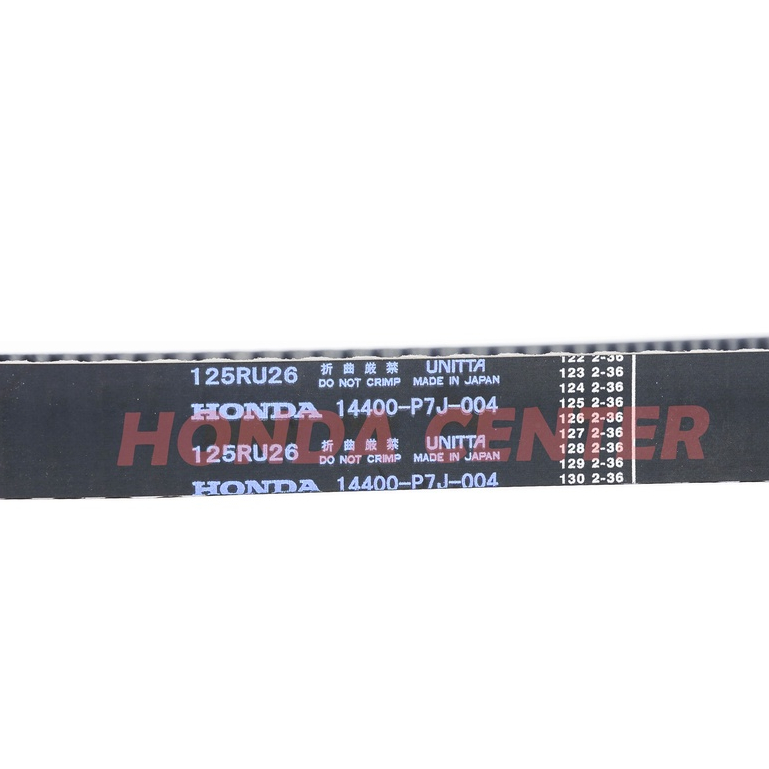 122 2-36
125RU26 折曲厳禁 UNITTA 123 2-36
DO NOT CRIMP MADE IN JAPAN
124 2-36
HONDA 14400-P7J-004 125 2-36
126 2-36
HONDA CENTER
127 2-36
125RU26 折曲厳禁 UNITTA 128 2-36
DO NOT CRIMP MADE IN JAPAN
129 2-36
HONDA 14400-P7J-004 130 2-36